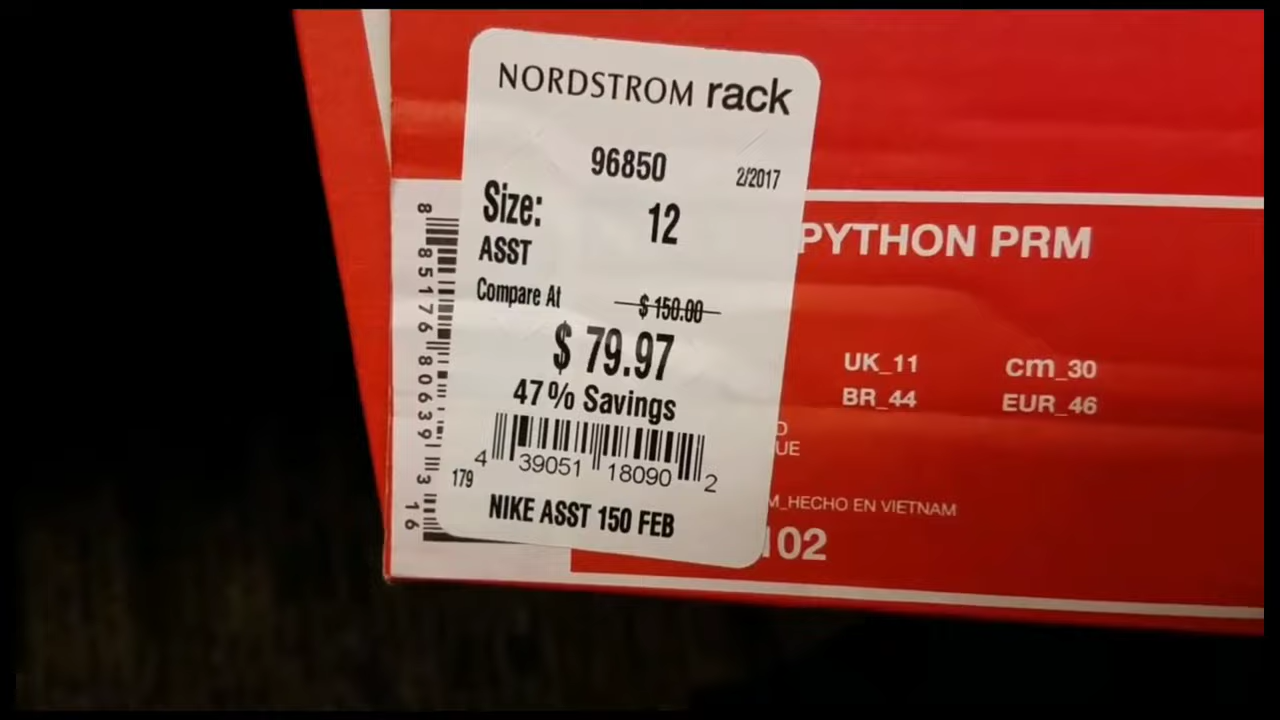 NORDSTROM rack
96850
2/2017
Size: 12
ASST
Compare At $ 150.00
$ 79.97
47% Savings
4 39051 18090 2
179
NIKE ASST 150 FEB
8 85176 80639 3 16
PYTHON PRM
UK_11 cm_30
BR_44 EUR_46
UE
M_HECHO EN VIETNAM
102